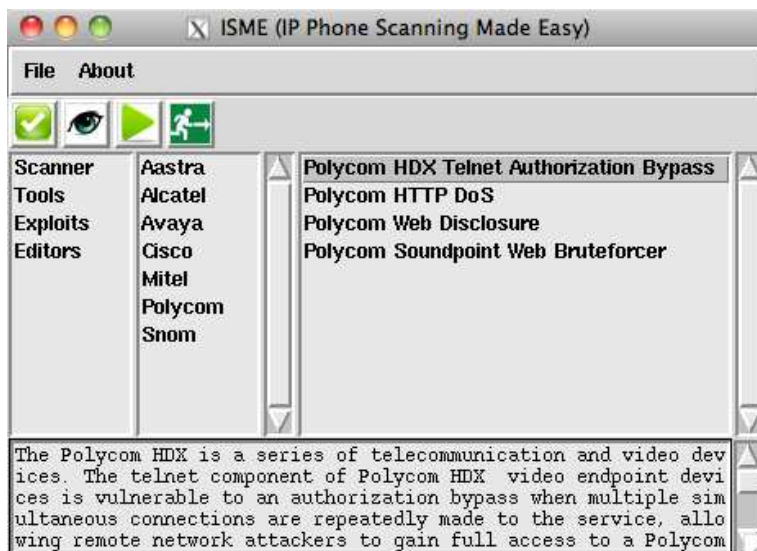 ISME (IP Phone Scanning Made Easy)
File About
Scanner
Tools
Exploits
Editors
Aastra
Alcatel
Avaya
Cisco
Mitel
Polycom
Snom
Polycom HDX Telnet Authorization Bypass
Polycom HTTP DoS
Polycom Web Disclosure
Polycom Soundpoint Web Bruteforcer
The Polycom HDX is a series of telecommunication and video dev
ices. The telnet component of Polycom HDX video endpoint devi
ces is vulnerable to an authorization bypass when multiple sim
ultaneous connections are repeatedly made to the service, allo
wing remote network attackers to gain full access to a Polycom